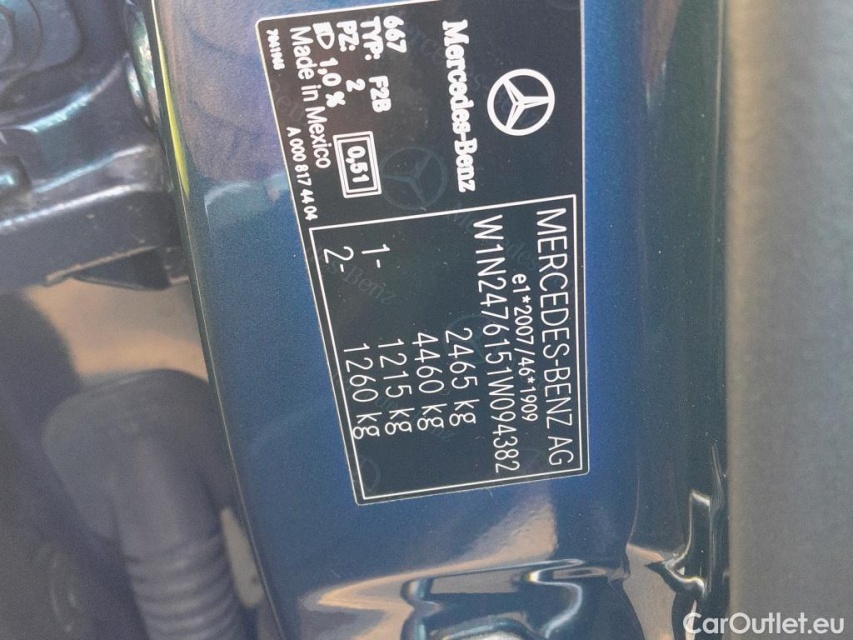 Mercedes-Benz
667
TYP: F2B
PZ: 2
1,0 %
0,51
Made in Mexico
7041946
A 000 817 44 04
MERCEDES-BENZ AG
e1*2007/46*1909
W1N2476151W094382
2465 kg
4460 kg
1- 1215 kg
2- 1260 kg
CarOutlet.eu